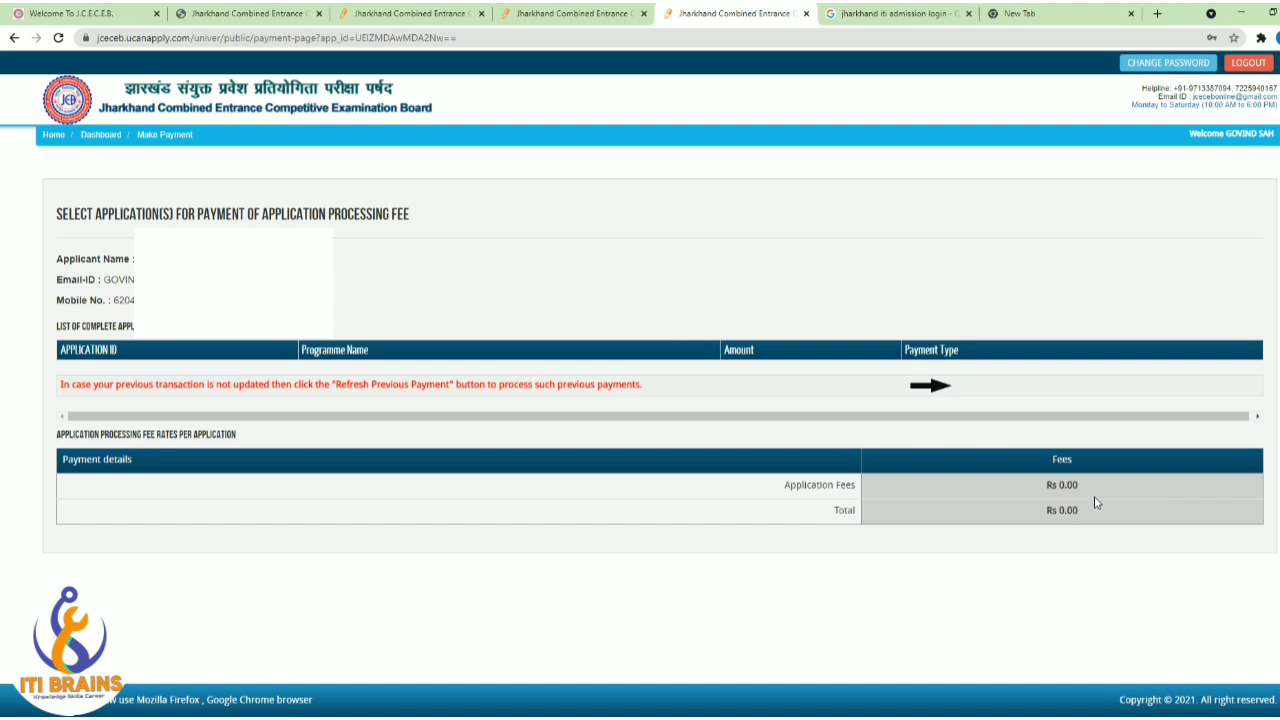 Welcome To J.C.E.C.E.B.
Jharkhand Combined Entrance C
Jharkhand Combined Entrance C
Jharkhand Combined Entrance C
Jharkhand Combined Entrance C
jharkhand iti admission login - G
New Tab
jceceb.ucanapply.com/univer/public/payment-page?app_id=UElZMDAwMDA2Nw==
CHANGE PASSWORD LOGOUT
झारखंड संयुक्त प्रवेश प्रतियोगिता परीक्षा पर्षद
Jharkhand Combined Entrance Competitive Examination Board
Helpline: +91-9713387094, 7225940167
Email ID : jcecebonline@gmail.com
Monday to Saturday (10:00 AM to 6:00 PM)
Home / Dashboard / Make Payment
Welcome GOVIND SAH
SELECT APPLICATION(S) FOR PAYMENT OF APPLICATION PROCESSING FEE
Applicant Name :
Email-ID : GOVIN
Mobile No. : 6204
LIST OF COMPLETE APPL
APPLICATION ID Programme Name Amount Payment Type
In case your previous transaction is not updated then click the "Refresh Previous Payment" button to process such previous payments.
APPLICATION PROCESSING FEE RATES PER APPLICATION
Payment details Fees
Application Fees Rs 0.00
Total Rs 0.00
ITI BRAINS
Knowledge Skills Career
use Mozilla Firefox , Google Chrome browser
Copyright © 2021. All right reserved.